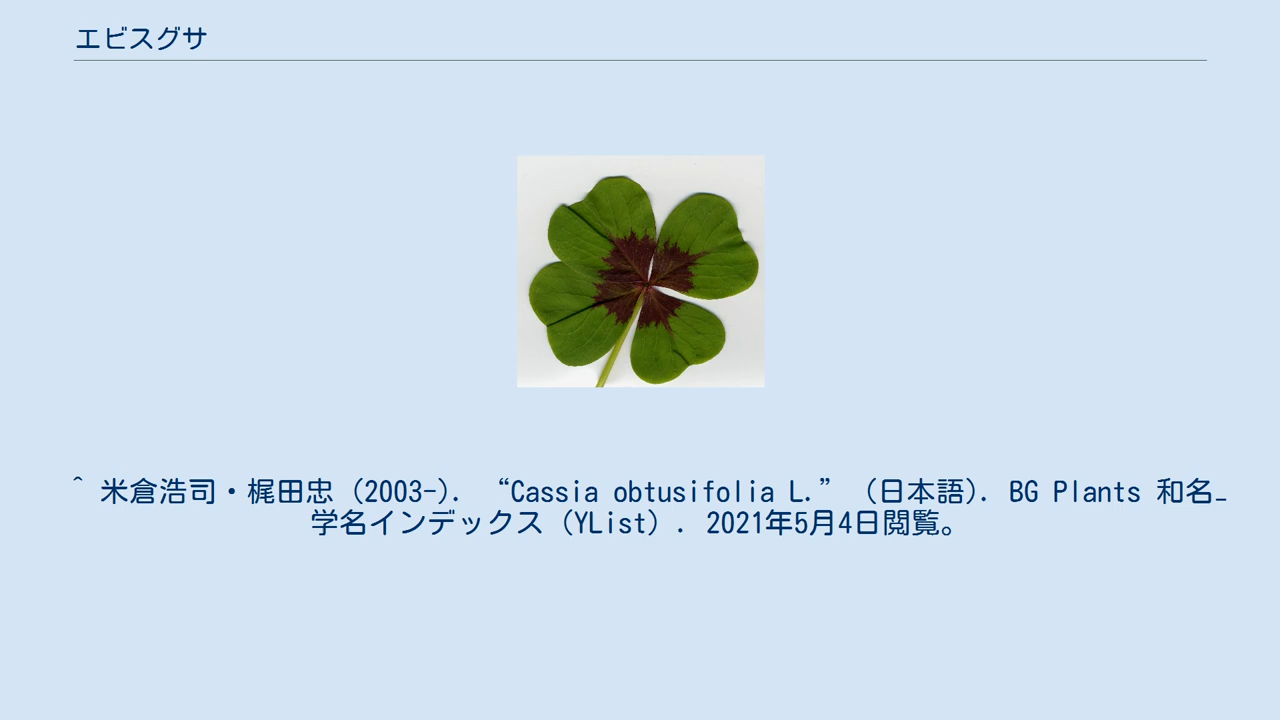 エビスグサ
^ 米倉浩司・梶田忠 (2003-). “Cassia obtusifolia L.” (日本語). BG Plants 和名−
学名インデックス（YList）. 2021年5月4日閲覧。